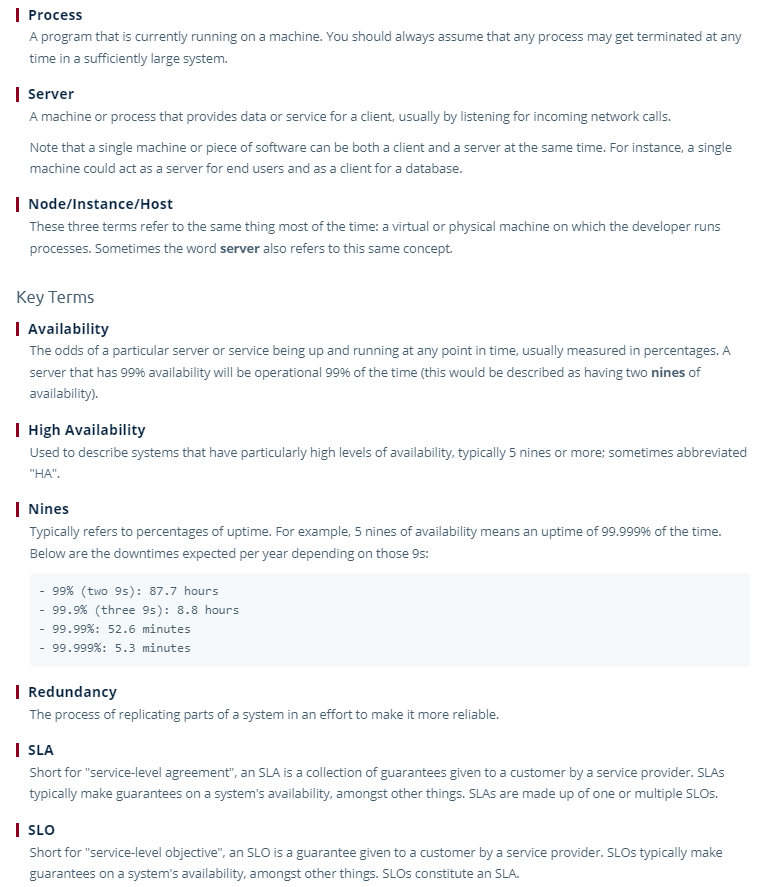 Process
A program that is currently running on a machine. You should always assume that any process may get terminated at any
time in a sufficiently large system.
Server
A machine or process that provides data or service for a client, usually by listening for incoming network calls.
Note that a single machine or piece of software can be both a client and a server at the same time. For instance, a single
machine could act as a server for end users and as a client for a database.
Node/Instance/Host
These three terms refer to the same thing most of the time: a virtual or physical machine on which the developer runs
processes. Sometimes the word server also refers to this same concept.
Key Terms
Availability
The odds of a particular server or service being up and running at any point in time, usually measured in percentages. A
server that has 99% availability will be operational 99% of the time (this would be described as having two nines of
availability).
High Availability
Used to describe systems that have particularly high levels of availability, typically 5 nines or more; sometimes abbreviated
"HA".
Nines
Typically refers to percentages of uptime. For example, 5 nines of availability means an uptime of 99.999% of the time.
Below are the downtimes expected per year depending on those 9s:
- 99% (two 9s): 87.7 hours
- 99.9% (three 9s): 8.8 hours
- 99.99%: 52.6 minutes
- 99.999%: 5.3 minutes
Redundancy
The process of replicating parts of a system in an effort to make it more reliable.
SLA
Short for "service-level agreement", an SLA is a collection of guarantees given to a customer by a service provider. SLAs
typically make guarantees on a system's availability, amongst other things. SLAs are made up of one or multiple SLOs.
SLO
Short for "service-level objective", an SLO is a guarantee given to a customer by a service provider. SLOs typically make
guarantees on a system's availability, amongst other things. SLOs constitute an SLA.